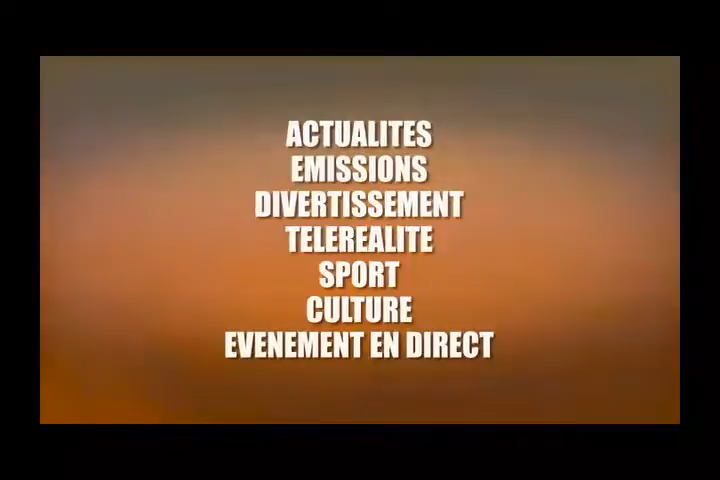 ACTUALITES
EMISSIONS
DIVERTISSEMENT
TELEREALITE
SPORT
CULTURE
EVENEMENT EN DIRECT